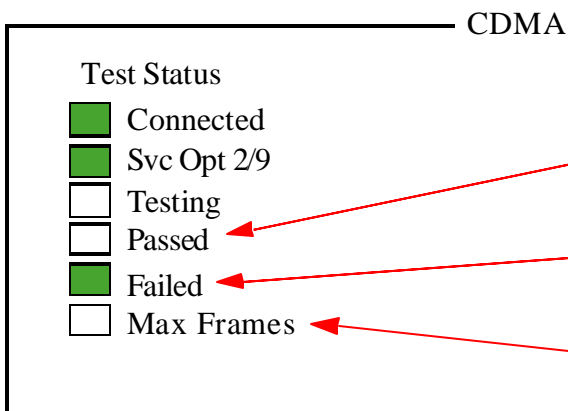 CDMA
Test Status
Connected
Svc Opt 2/9
Testing
Passed
Failed
Max Frames